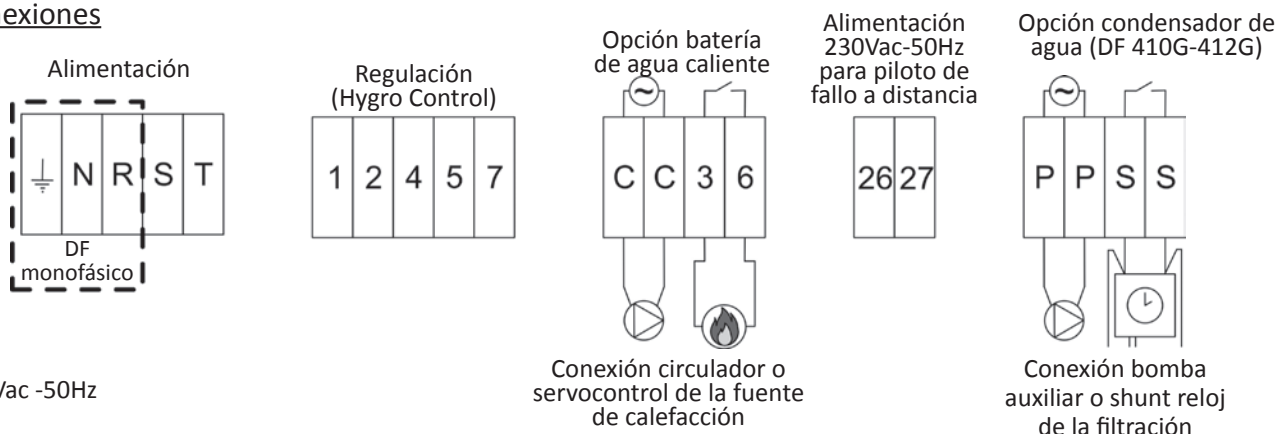 nexiones
Alimentación
N R S T
DF
monofásico
Vac -50Hz
Regulación
(Hygro Control)
1 2 4 5 7
Opción batería
de agua caliente
C C 3 6
Conexión circulador o
servocontrol de la fuente
de calefacción
Alimentación
230Vac-50Hz
para piloto de
fallo a distancia
26 27
Opción condensador de
agua (DF 410G-412G)
P P S S
Conexión bomba
auxiliar o shunt reloj
de la filtración